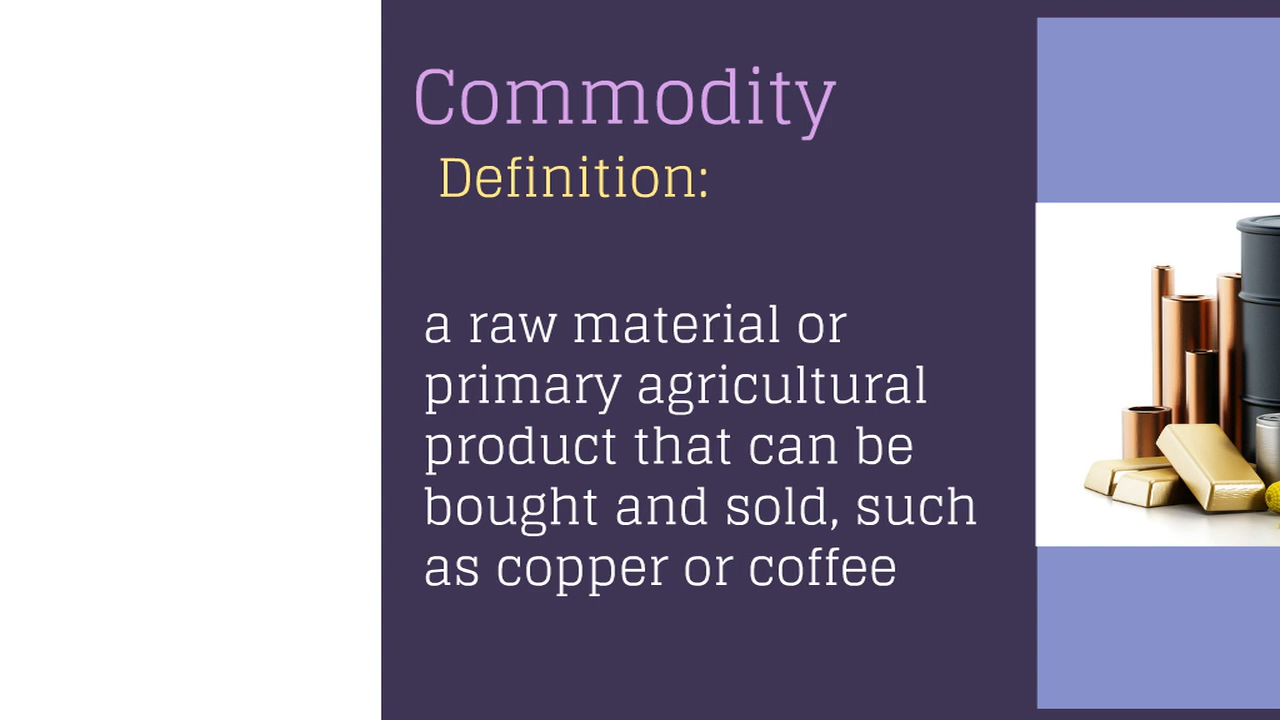 Commodity
Definition:
a raw material or
primary agricultural
product that can be
bought and sold, such
as copper or coffee